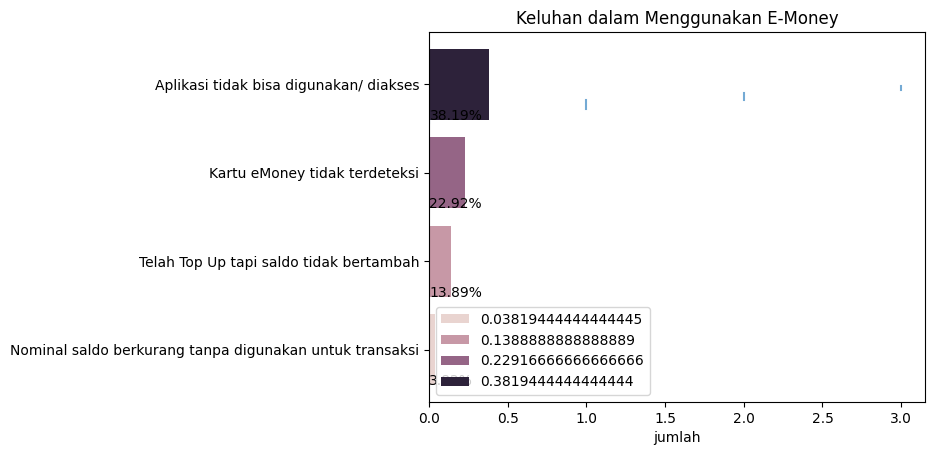 Keluhan dalam Menggunakan E-Money
Aplikasi tidak bisa digunakan/ diakses
38.19%
Kartu eMoney tidak terdeteksi
22.92%
Telah Top Up tapi saldo tidak bertambah
13.89%
Nominal saldo berkurang tanpa digunakan untuk transaksi
0.03819444444444445
0.1388888888888889
0.22916666666666666
0.3819444444444444
0.0 0.5 1.0 1.5 2.0 2.5 3.0
jumlah